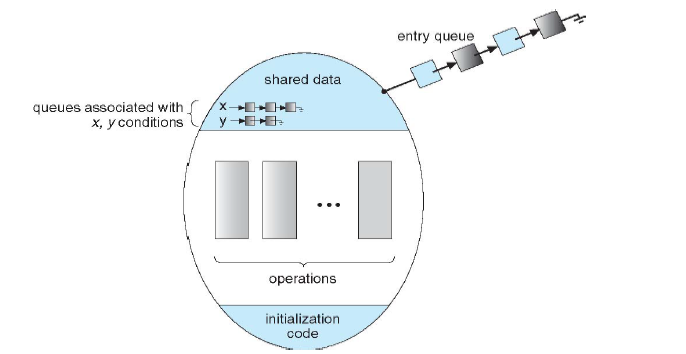 entry queue
shared data
queues associated with
x, y conditions
x
y
...
operations
initialization
code